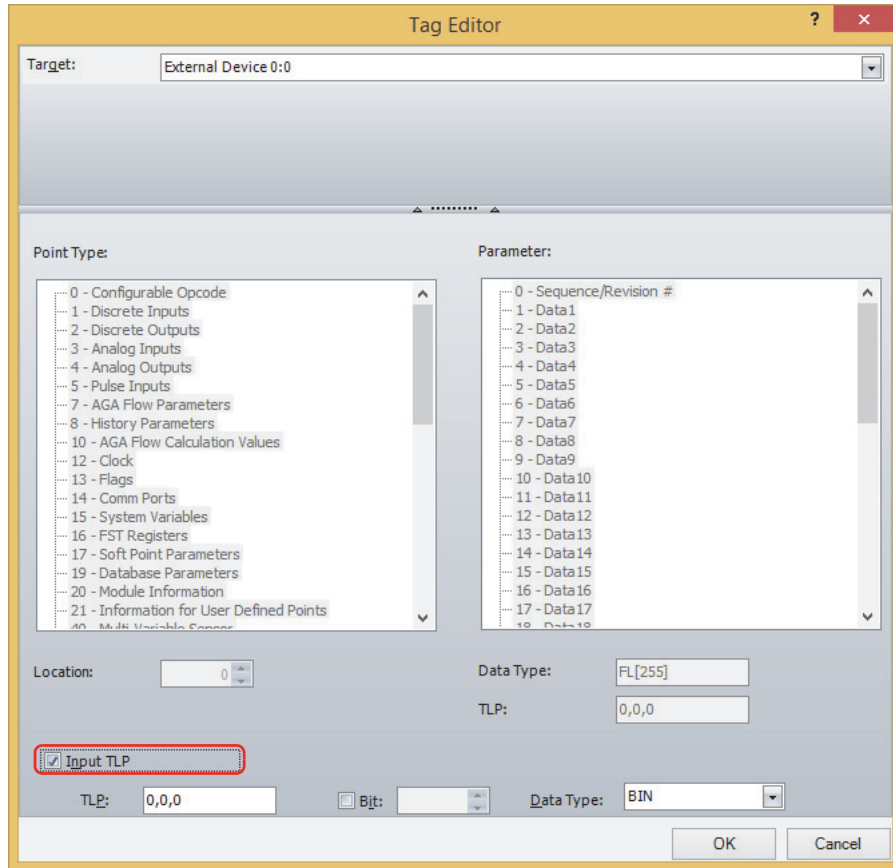 Tag Editor
? ×
Target: External Device 0:0
Point Type:
0 - Configurable Opcode
1 - Discrete Inputs
2 - Discrete Outputs
3 - Analog Inputs
4 - Analog Outputs
5 - Pulse Inputs
7 - AGA Flow Parameters
8 - History Parameters
10 - AGA Flow Calculation Values
12 - Clock
13 - Flags
14 - Comm Ports
15 - System Variables
16 - FST Registers
17 - Soft Point Parameters
19 - Database Parameters
20 - Module Information
21 - Information for User Defined Points
40 - Multi-Variable Sensor
Parameter:
0 - Sequence/Revision #
1 - Data1
2 - Data2
3 - Data3
4 - Data4
5 - Data5
6 - Data6
7 - Data7
8 - Data8
9 - Data9
10 - Data10
11 - Data11
12 - Data12
13 - Data13
14 - Data14
15 - Data15
16 - Data16
17 - Data17
18 - Data18
Location: 0
Data Type: FL[255]
TLP: 0,0,0
Input TLP
TLP: 0,0,0 Bit: Data Type: BIN
OK Cancel